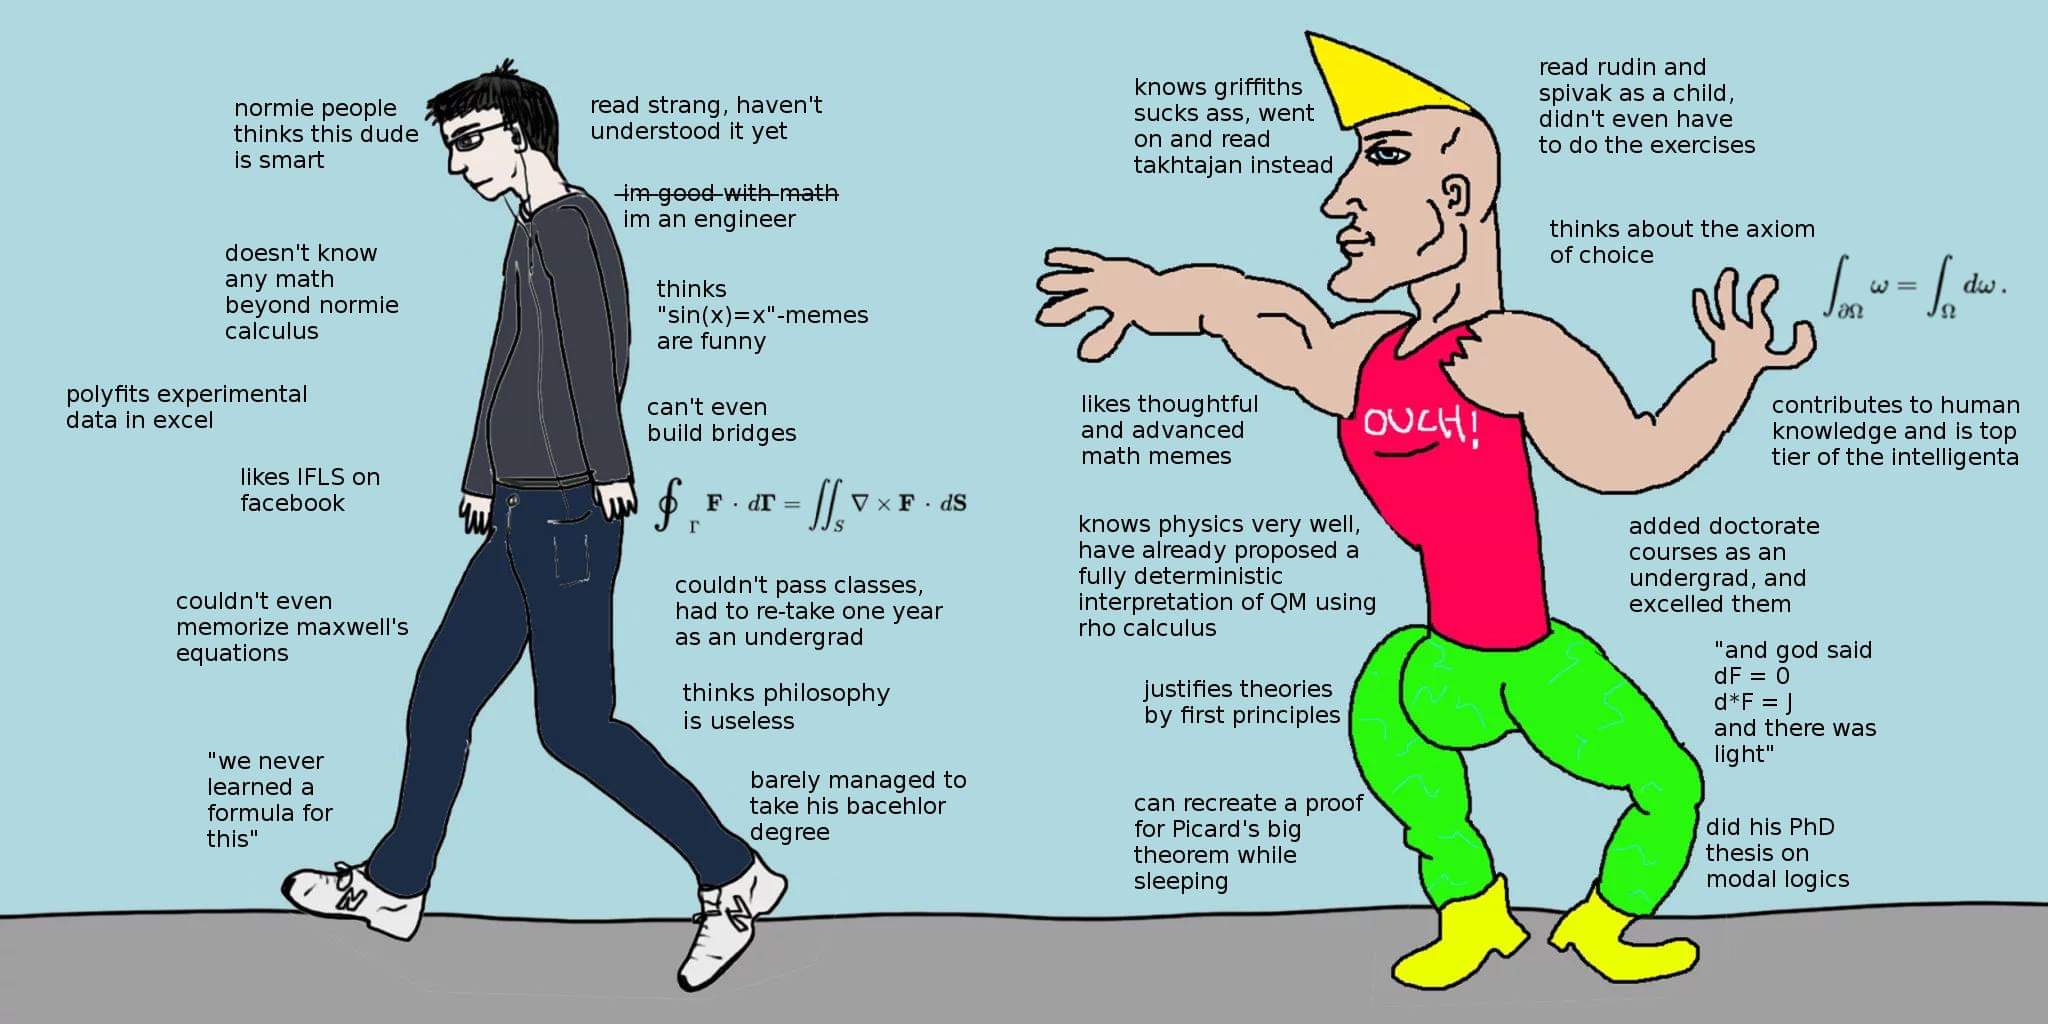 normie people
thinks this dude
is smart
read strang, haven't
understood it yet
im good with math
im an engineer
doesn't know
any math
beyond normie
calculus
thinks
"sin(x)=x"-memes
are funny
polyfits experimental
data in excel
can't even
build bridges
likes IFLS on
facebook
∮_Γ F · dΓ = ∬_S ∇ × F · dS
couldn't even
memorize maxwell's
equations
couldn't pass classes,
had to re-take one year
as an undergrad
thinks philosophy
is useless
"we never
learned a
formula for
this"
barely managed to
take his bacehlor
degree
knows griffiths
sucks ass, went
on and read
takhtajan instead
read rudin and
spivak as a child,
didn't even have
to do the exercises
thinks about the axiom
of choice
∫_∂Ω ω = ∫_Ω dω.
likes thoughtful
and advanced
math memes
OUCH!
contributes to human
knowledge and is top
tier of the intelligenta
knows physics very well,
have already proposed a
fully deterministic
interpretation of QM using
rho calculus
added doctorate
courses as an
undergrad, and
excelled them
justifies theories
by first principles
"and god said
dF = 0
d*F = J
and there was
light"
can recreate a proof
for Picard's big
theorem while
sleeping
did his PhD
thesis on
modal logics